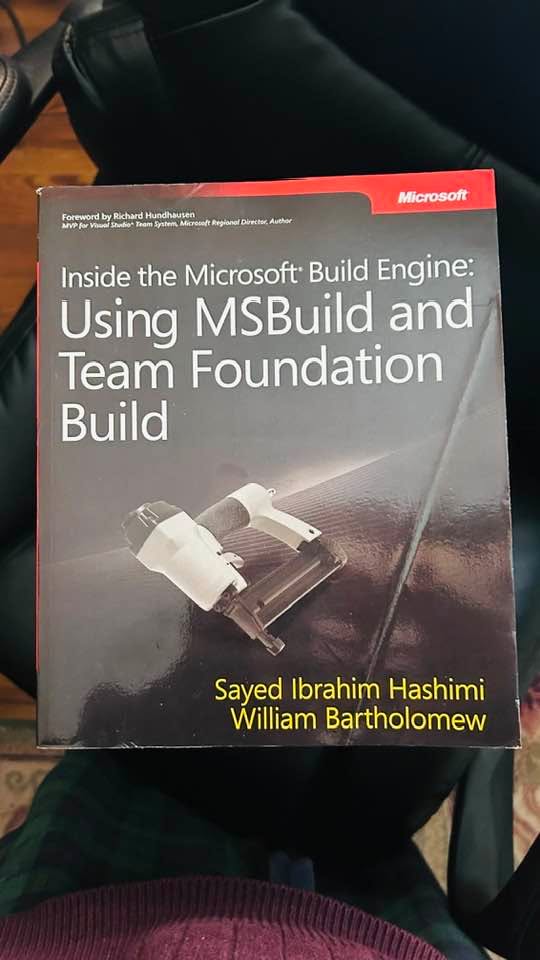 Microsoft
Foreword by Richard Hundhausen
MVP for Visual Studio® Team System, Microsoft Regional Director, Author
Inside the Microsoft® Build Engine:
Using MSBuild and
Team Foundation
Build
Sayed Ibrahim Hashimi
William Bartholomew